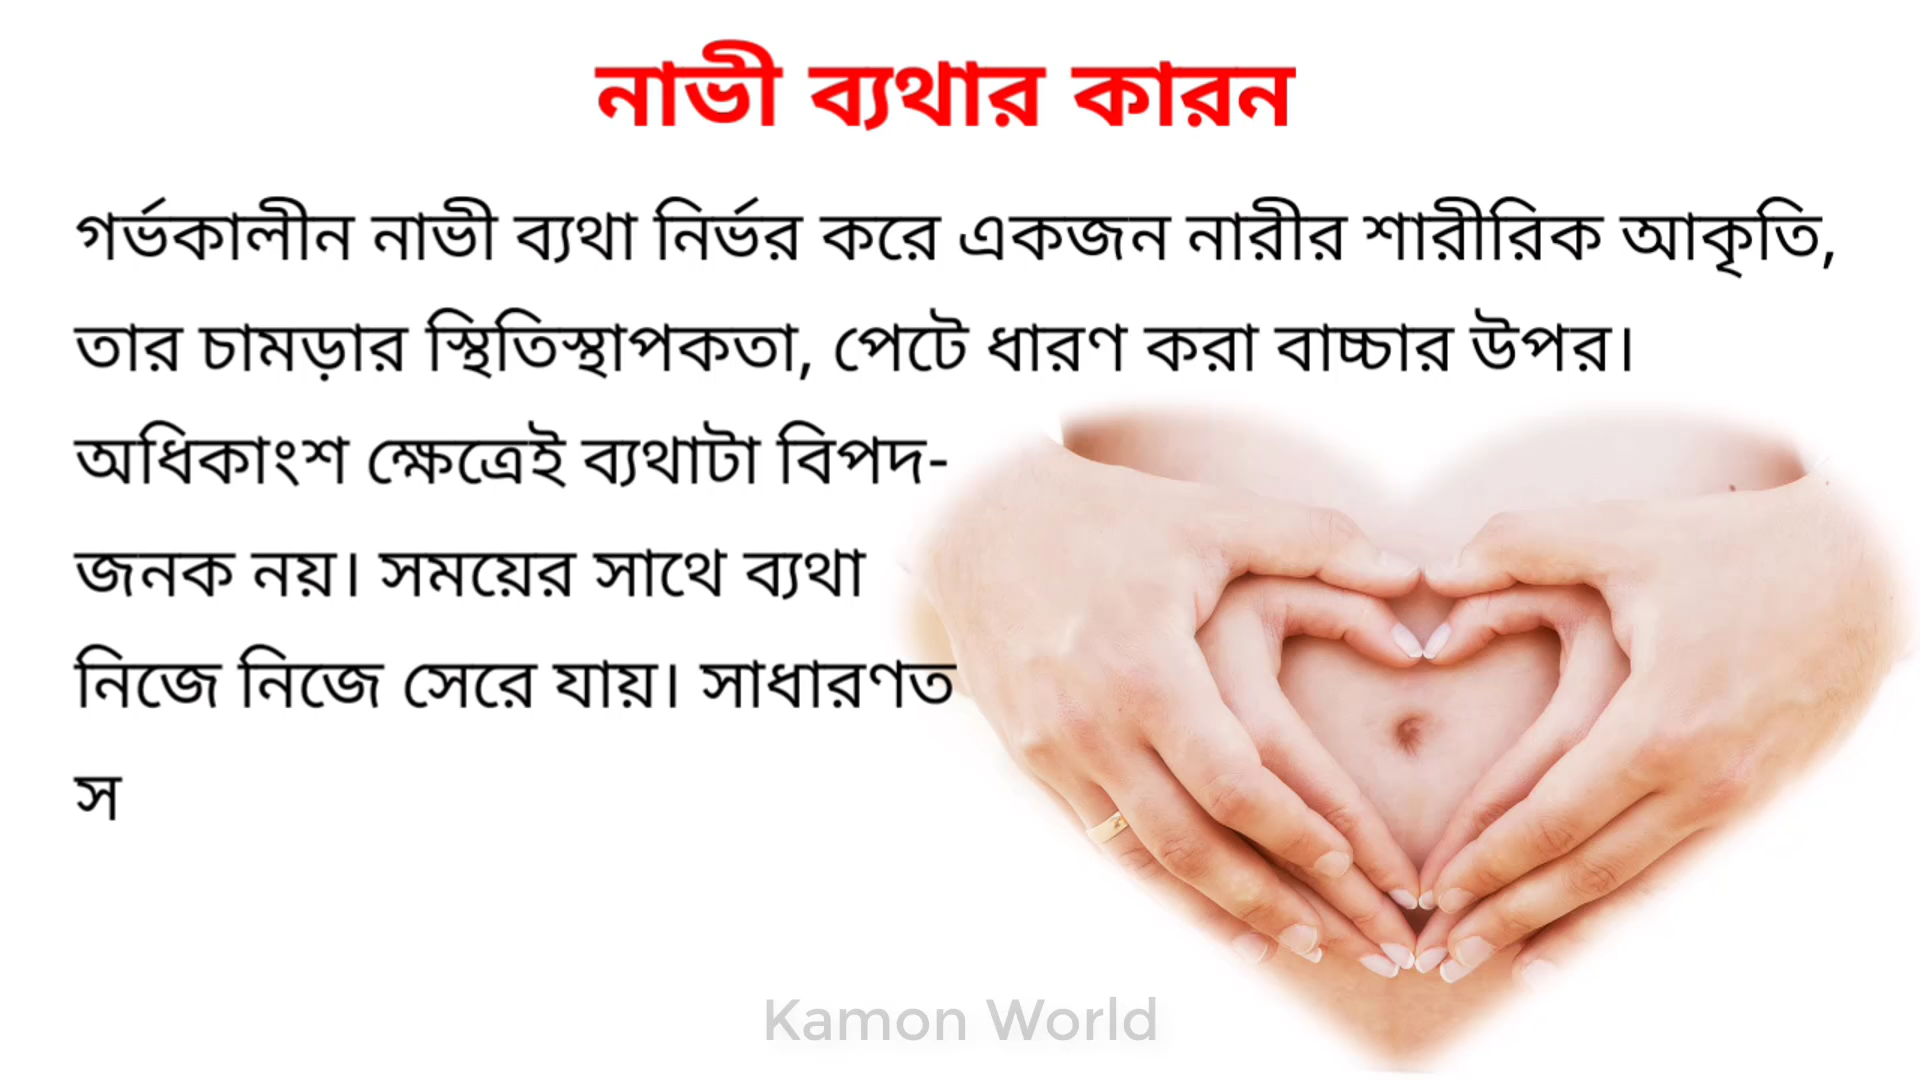 নাভী ব্যথার কারন
গর্ভকালীন নাভী ব্যথা নির্ভর করে একজন নারীর শারীরিক আকৃতি,
তার চামড়ার স্থিতিস্থাপকতা, পেটে ধারণ করা বাচ্চার উপর।
অধিকাংশ ক্ষেত্রেই ব্যথাটা বিপদ-
জনক নয়। সময়ের সাথে ব্যথা
নিজে নিজে সেরে যায়। সাধারণত
স
Kamon World